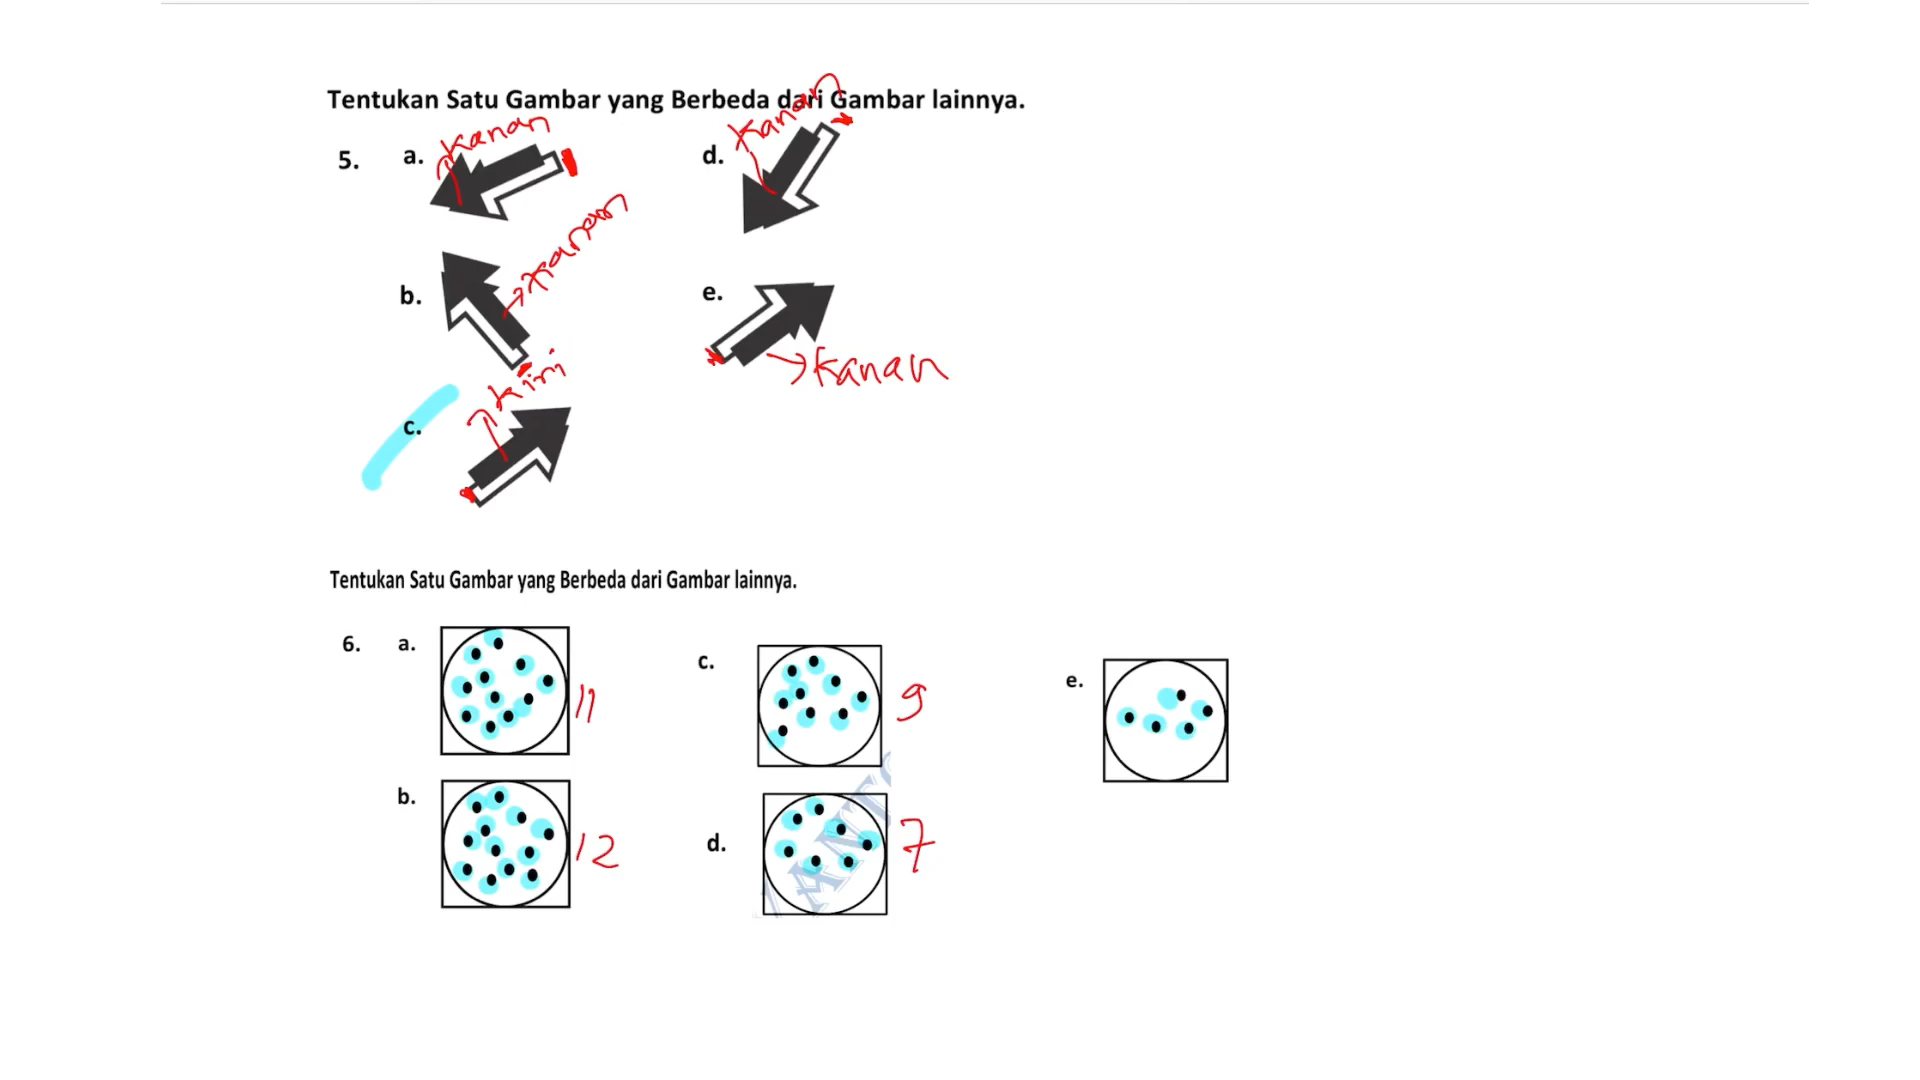 Tentukan Satu Gambar yang Berbeda dari Gambar lainnya.
5.
a.
Kanan
d.
Kanan
b.
Kanan
e.
Kanan
c.
Kiri
Tentukan Satu Gambar yang Berbeda dari Gambar lainnya.
6.
a.
11
c.
9
e.
b.
12
d.
7